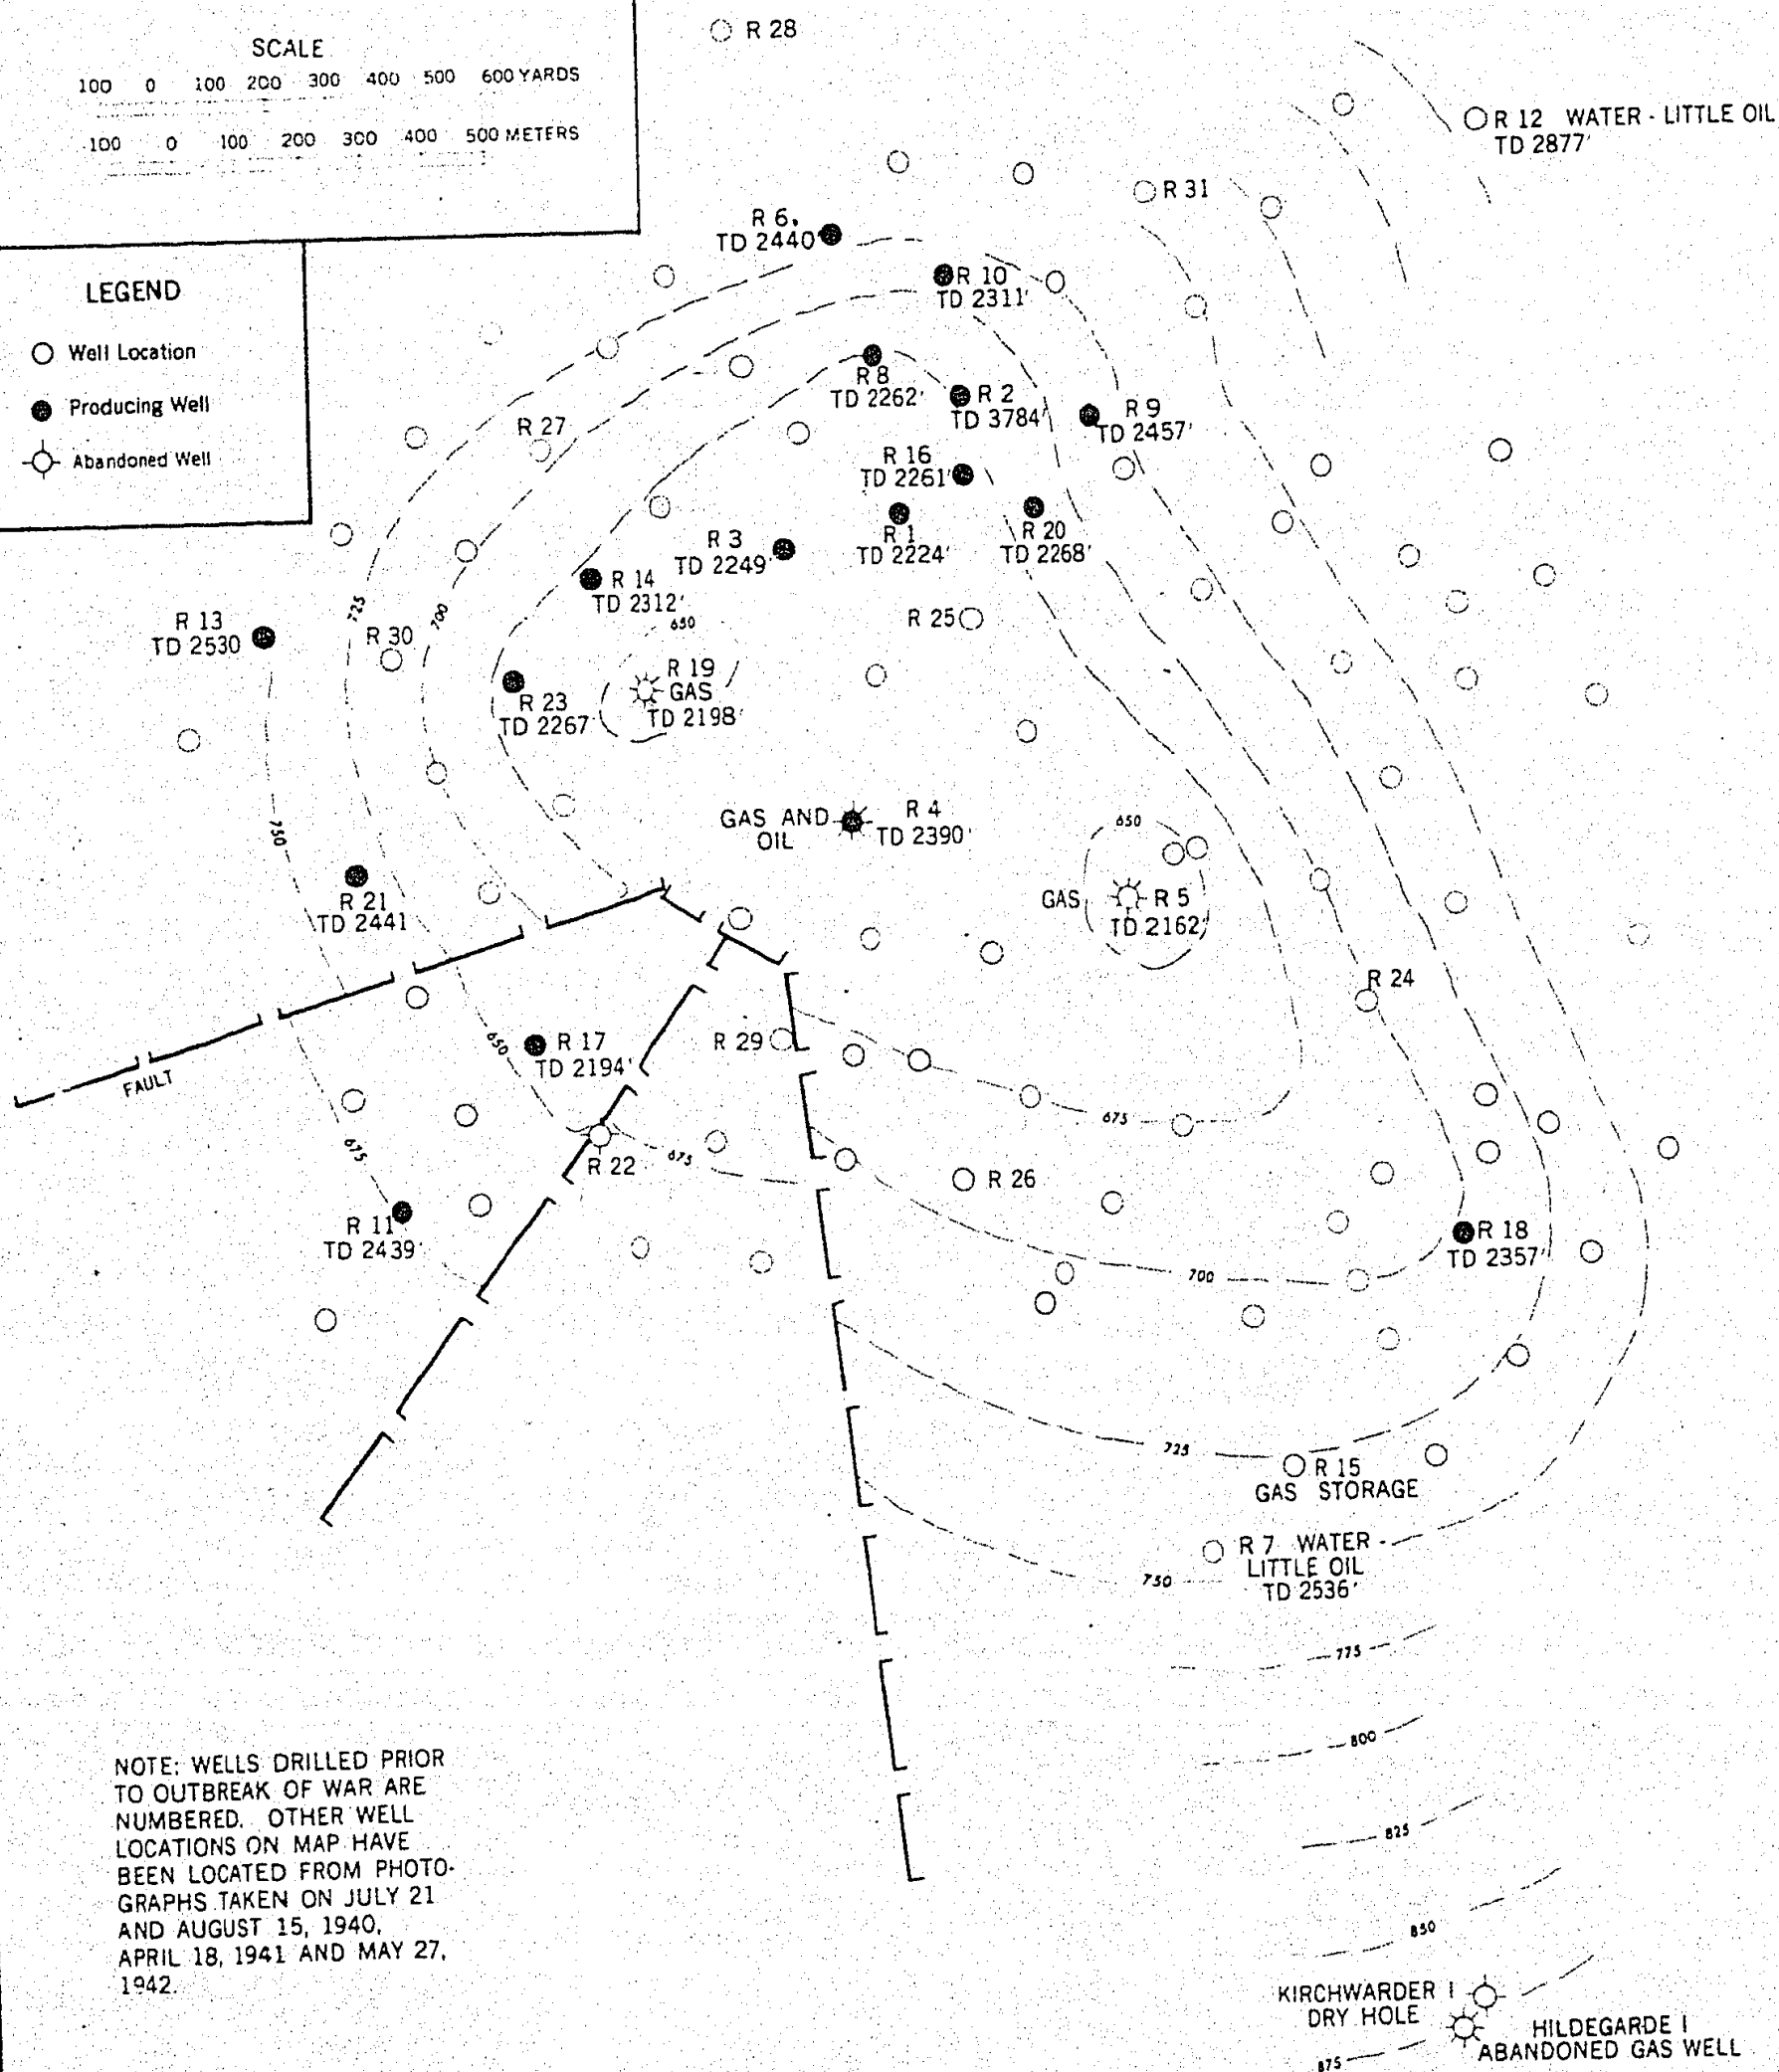 SCALE
100 0 100 200 300 400 500 600 YARDS
100 0 100 200 300 400 500 METERS
LEGEND
Well Location
Producing Well
Abandoned Well
R 28
R 12 WATER - LITTLE OIL
TD 2877'
R 31
R 6
TD 2440'
R 10
TD 2311'
R 8
TD 2262'
R 2
TD 3784'
R 9
TD 2457'
R 27
R 16
TD 2261'
R 1
TD 2224'
R 20
TD 2268'
R 3
TD 2249'
R 14
TD 2312'
650
725
700
R 13
TD 2530
R 30
R 25
R 19
GAS
TD 2198'
R 23
TD 2267
750
GAS AND
OIL
R 4
TD 2390'
650
GAS
R 5
TD 2162'
R 21
TD 2441
R 24
650
R 17
TD 2194'
R 29
FAULT
675
675
R 22
675
R 26
R 11
TD 2439'
R 18
TD 2357'
700
725
R 15
GAS STORAGE
R 7 WATER -
LITTLE OIL
TD 2536'
750
775
800
825
850
NOTE: WELLS DRILLED PRIOR
TO OUTBREAK OF WAR ARE
NUMBERED. OTHER WELL
LOCATIONS ON MAP HAVE
BEEN LOCATED FROM PHOTO-
GRAPHS TAKEN ON JULY 21
AND AUGUST 15, 1940,
APRIL 18, 1941 AND MAY 27,
1942.
KIRCHWARDER I
DRY HOLE
HILDEGARDE I
ABANDONED GAS WELL
875